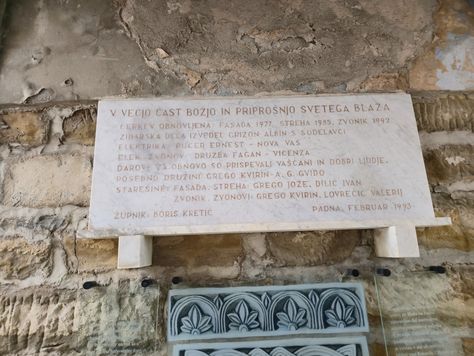 V VEČJO ČAST BOŽJO IN PRIPROŠNJO SVETEGA BLAŽA
CERKEV OBNOVLJENA: FASADA 1977, STREHA 1985, ZVONIK 1992
ZIDARSKA DELA IZVEDEL GRIZON ALBIN S SODELAVCI
ELEKTRIKA: PUCER ERNEST - NOVA VAS
ELEK. ZVONOV: DRUŽBA FAGAN - VICENZA
DAROVE ZA OBNOVO SO PRISPEVALI VAŠČANI IN DOBRI LJUDJE,
POSEBNO DRUŽINI GREGO KVIRIN - A. G. GVIDO
STAREŠINE: FASADA, STREHA: GREGO JOŽE, DILIČ IVAN
ZVONIK, ZVONOVI: GREGO KVIRIN, LOVREČIČ VALERIJ
ŽUPNIK: BORIS KRETIČ PADNA, FEBRUAR 1993